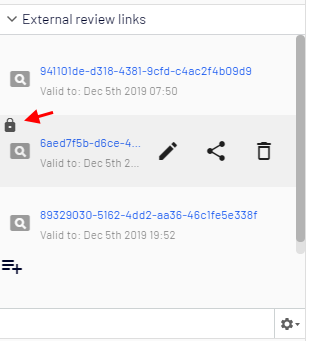 External review links
941101de-d318-4381-9cfd-c4ac2f4b09d9
Valid to: Dec 5th 2019 07:50
6aed7f5b-d6ce-4...
Valid to: Dec 5th 2...
89329030-5162-4dd2-aa36-46c1fe5e338f
Valid to: Dec 5th 2019 19:52